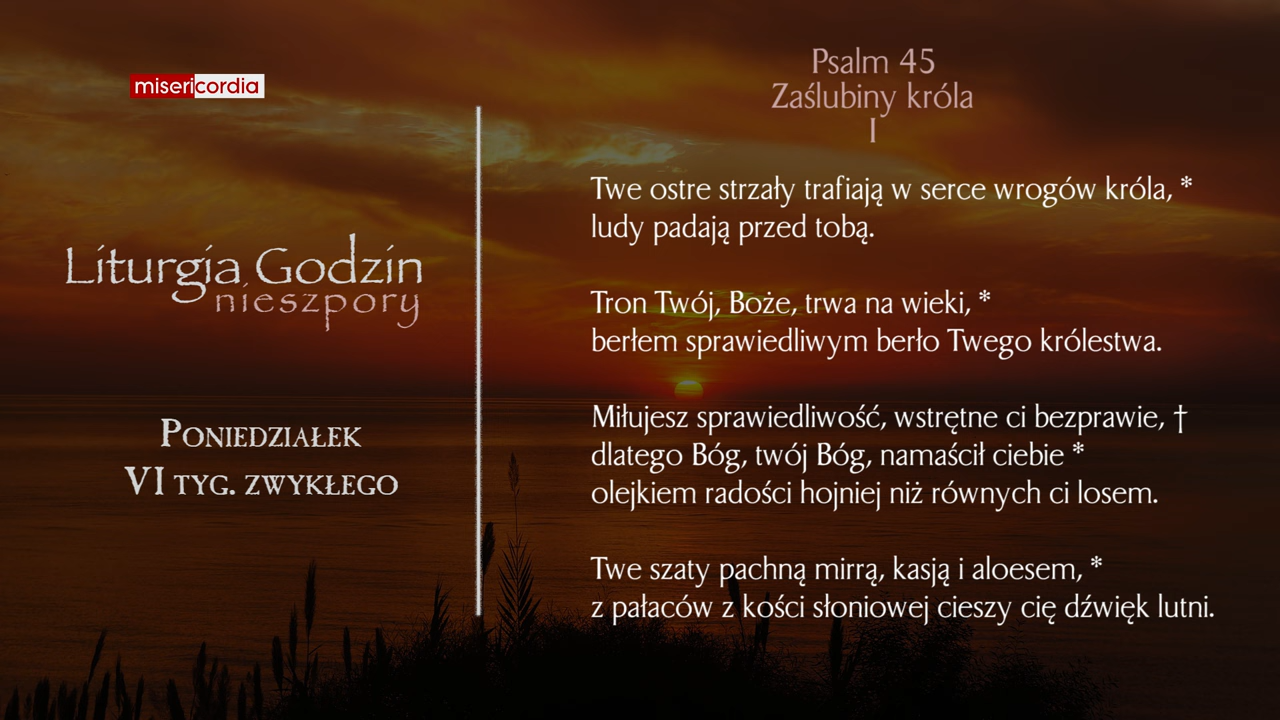 misericordia
Liturgia Godzin
nieszpory
Poniedziałek
VI tyg. zwykłego
Psalm 45
Zaślubiny króla
I
Twe ostre strzały trafiają w serce wrogów króla, *
ludy padają przed tobą.
Tron Twój, Boże, trwa na wieki, *
berłem sprawiedliwym berło Twego królestwa.
Miłujesz sprawiedliwość, wstrętne ci bezprawie, †
dlatego Bóg, twój Bóg, namaścił ciebie *
olejkiem radości hojniej niż równych ci losem.
Twe szaty pachną mirrą, kasją i aloesem, *
z pałaców z kości słoniowej cieszy cię dźwięk lutni.